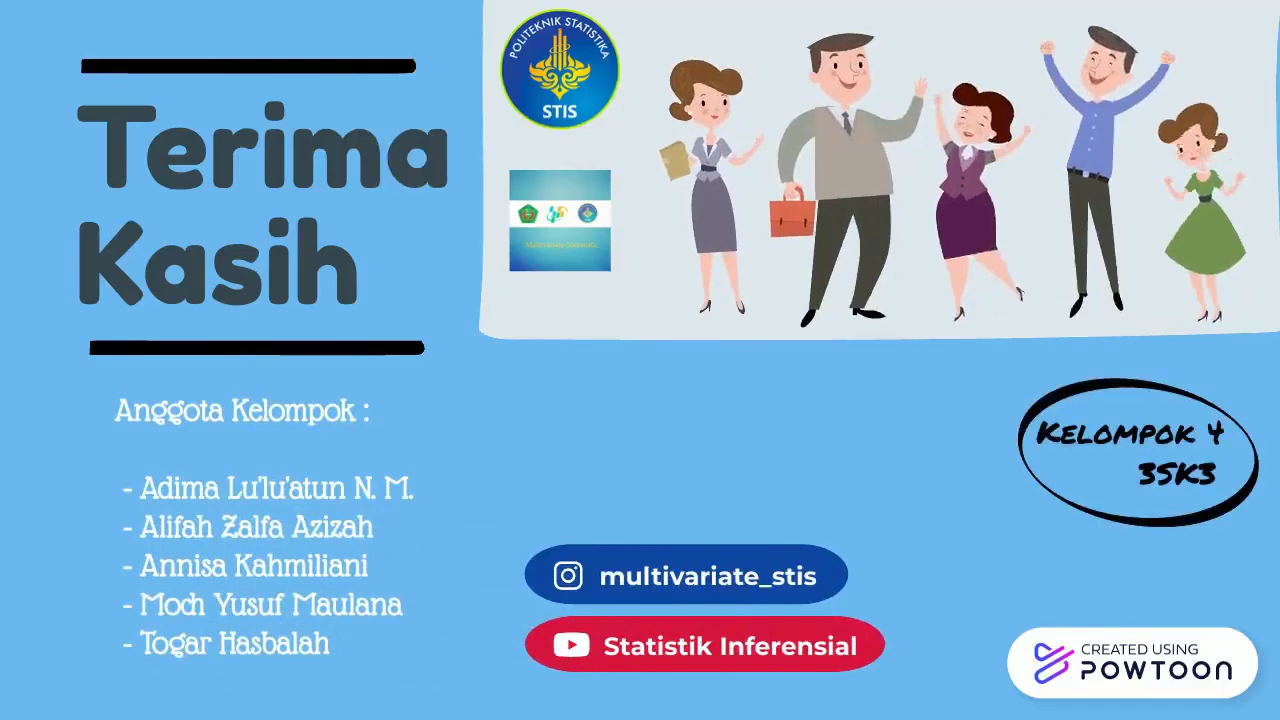 Terima
Kasih
POLITEKNIK STATISTIKA
STIS
Anggota Kelompok :
- Adima Lu'lu'atun N. M.
- Alifah Zalfa Azizah
- Annisa Kahmiliani
- Moch Yusuf Maulana
- Togar Hasbalah
KELOMPOK 4
3SK3
multivariate_stis
Statistik Inferensial
CREATED USING
POWTOON